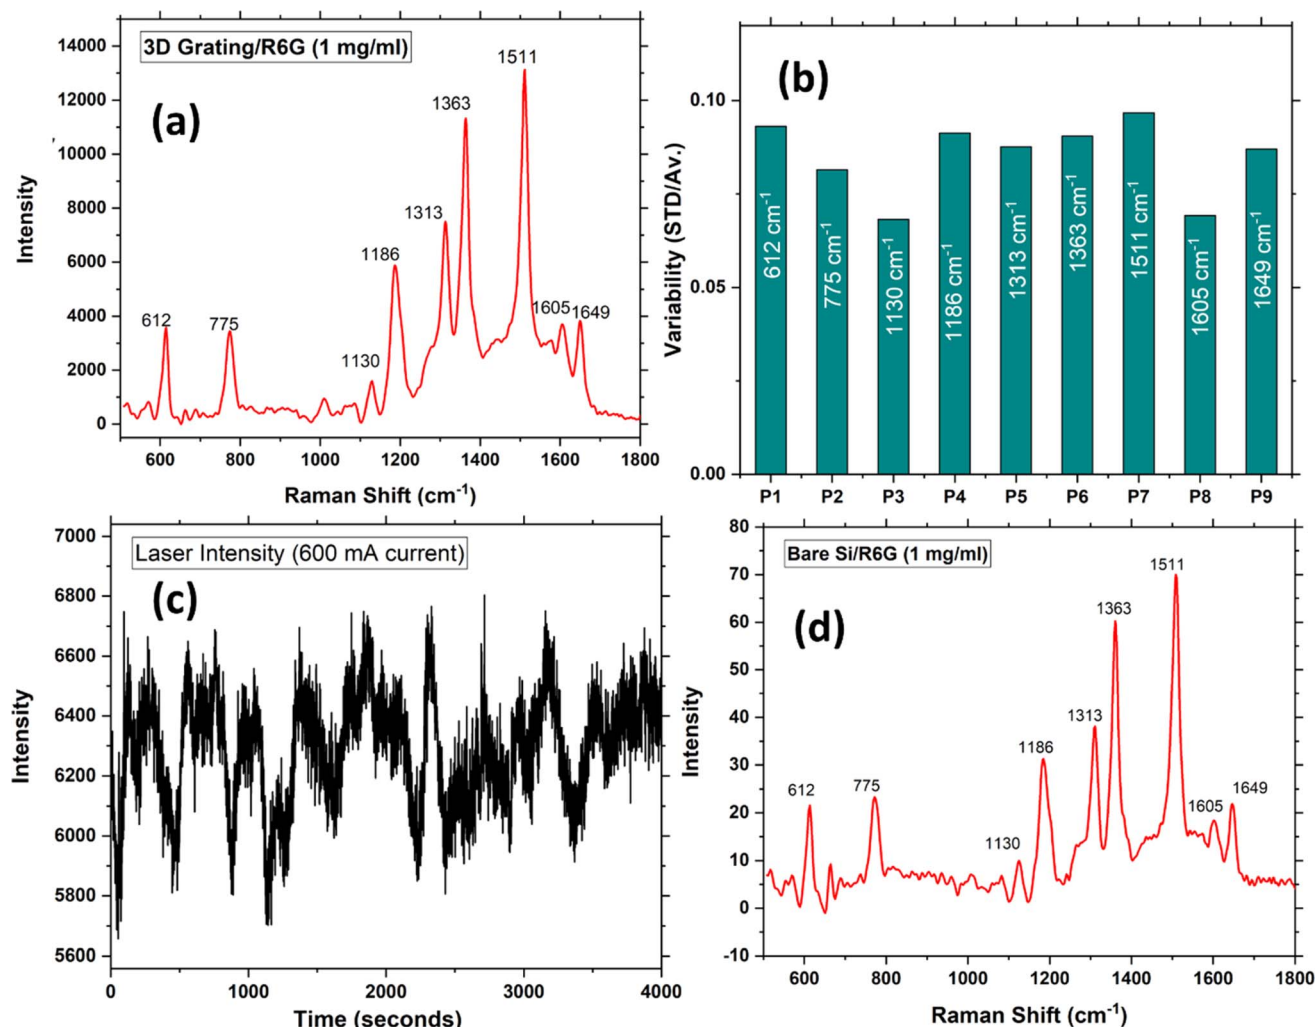 3D Grating/R6G (1 mg/ml)
(a)
14000
12000
10000
8000
6000
4000
2000
0
Intensity
612
775
1130
1186
1313
1363
1511
1605
1649
600
800
1000
1200
1400
1600
1800
Raman Shift (cm⁻¹)
(b)
0.10
0.05
0.00
Variability (STD/Av.)
612 cm⁻¹
775 cm⁻¹
1130 cm⁻¹
1186 cm⁻¹
1313 cm⁻¹
1363 cm⁻¹
1511 cm⁻¹
1605 cm⁻¹
1649 cm⁻¹
P1
P2
P3
P4
P5
P6
P7
P8
P9
Laser Intensity (600 mA current)
(c)
7000
6800
6600
6400
6200
6000
5800
5600
Intensity
0
1000
2000
3000
4000
Time (seconds)
Bare Si/R6G (1 mg/ml)
(d)
80
70
60
50
40
30
20
10
0
-10
Intensity
612
775
1130
1186
1313
1363
1511
1605
1649
600
800
1000
1200
1400
1600
1800
Raman Shift (cm⁻¹)